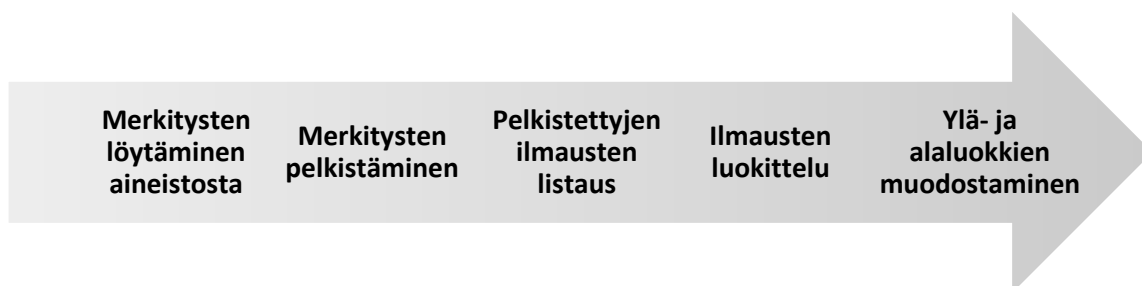 Merkitysten
löytäminen
aineistosta
Merkitysten
pelkistäminen
Pelkistettyjen
ilmausten
listaus
Ilmausten
luokittelu
Ylä- ja
alaluokkien
muodostaminen